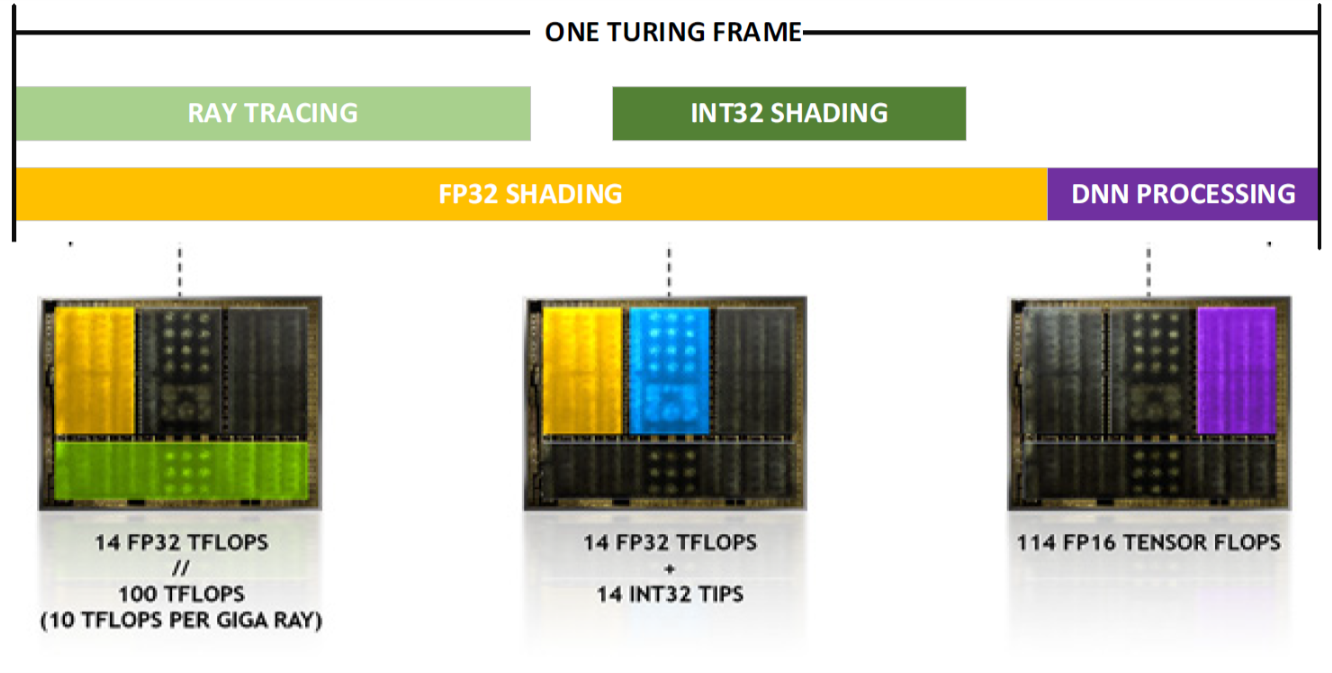 ONE TURING FRAME
RAY TRACING
INT32 SHADING
FP32 SHADING
DNN PROCESSING
14 FP32 TFLOPS
//
100 TFLOPS
(10 TFLOPS PER GIGA RAY)
14 FP32 TFLOPS
+
14 INT32 TIPS
114 FP16 TENSOR FLOPS